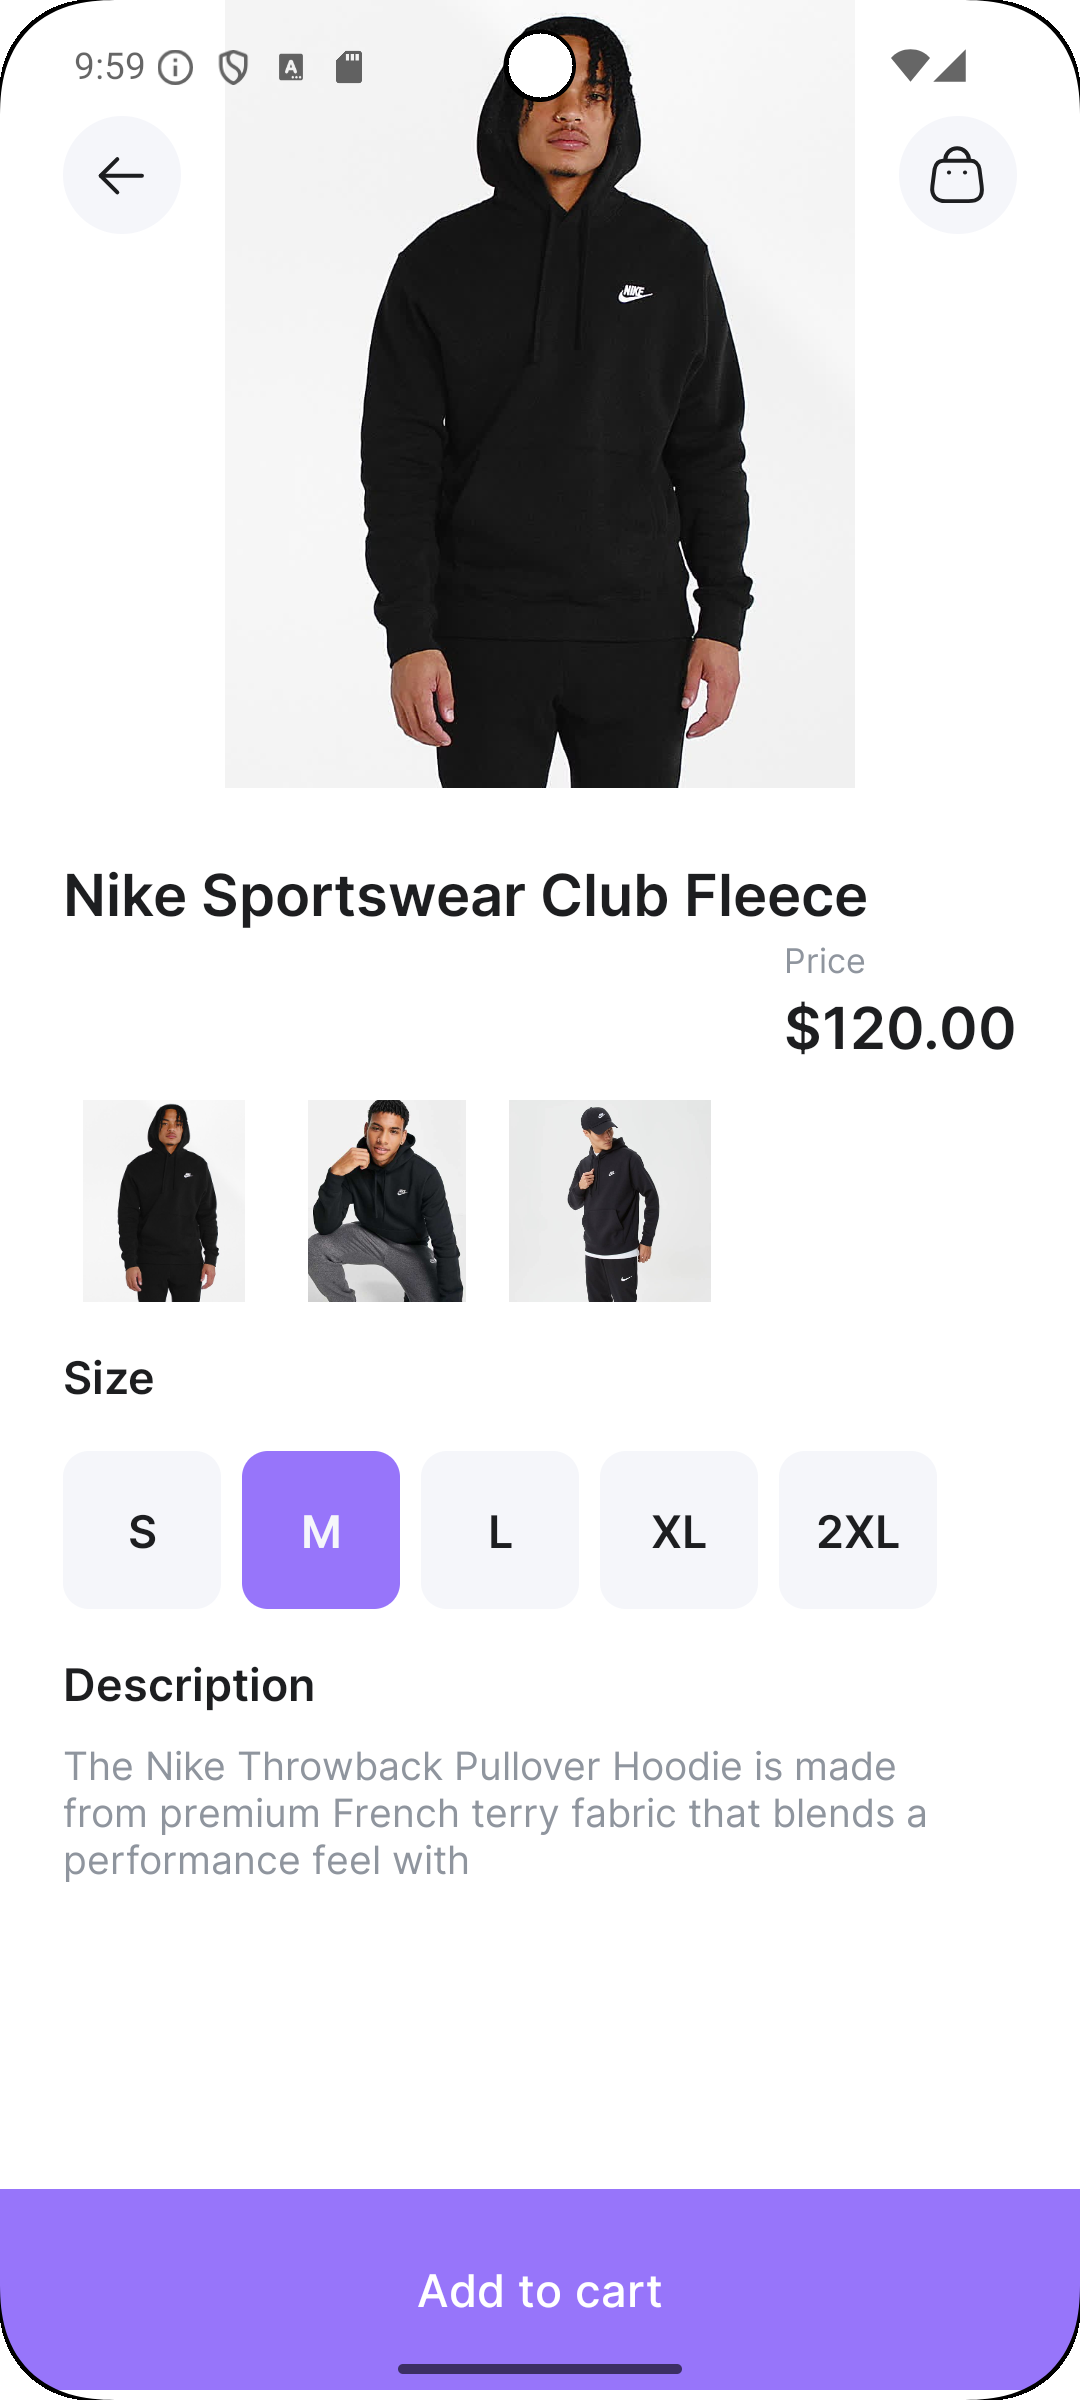 9:59
NIKE
Nike Sportswear Club Fleece
Price
$120.00
Size
S M L XL 2XL
Description
The Nike Throwback Pullover Hoodie is made
from premium French terry fabric that blends a
performance feel with
Add to cart